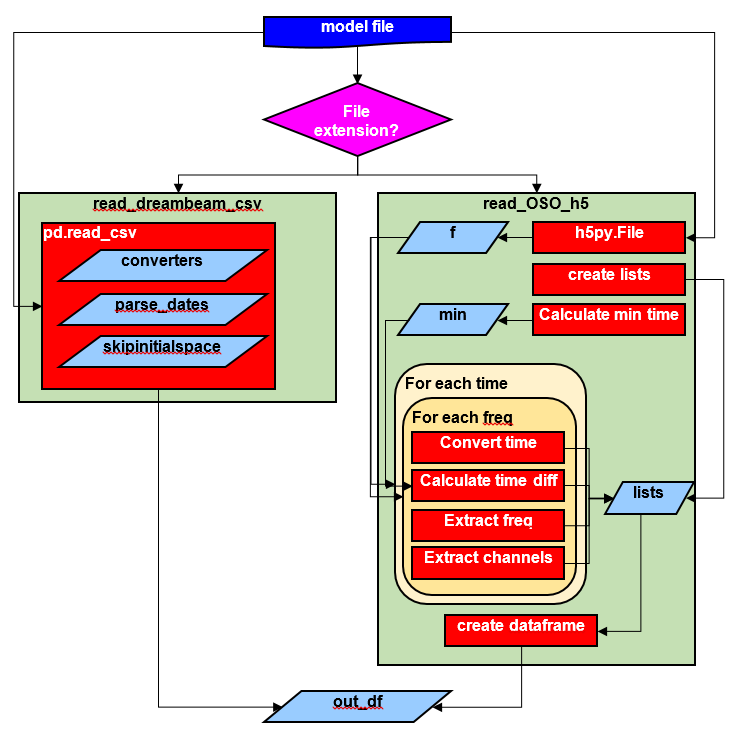 model file
File
extension?
read_dreambeam_csv
pd.read_csv
converters
parse_dates
skipinitialspace
read_OSO_h5
f
h5py.File
create lists
min
Calculate min time
For each time
For each freq
Convert time
Calculate time diff
Extract freq
Extract channels
lists
create dataframe
out_df